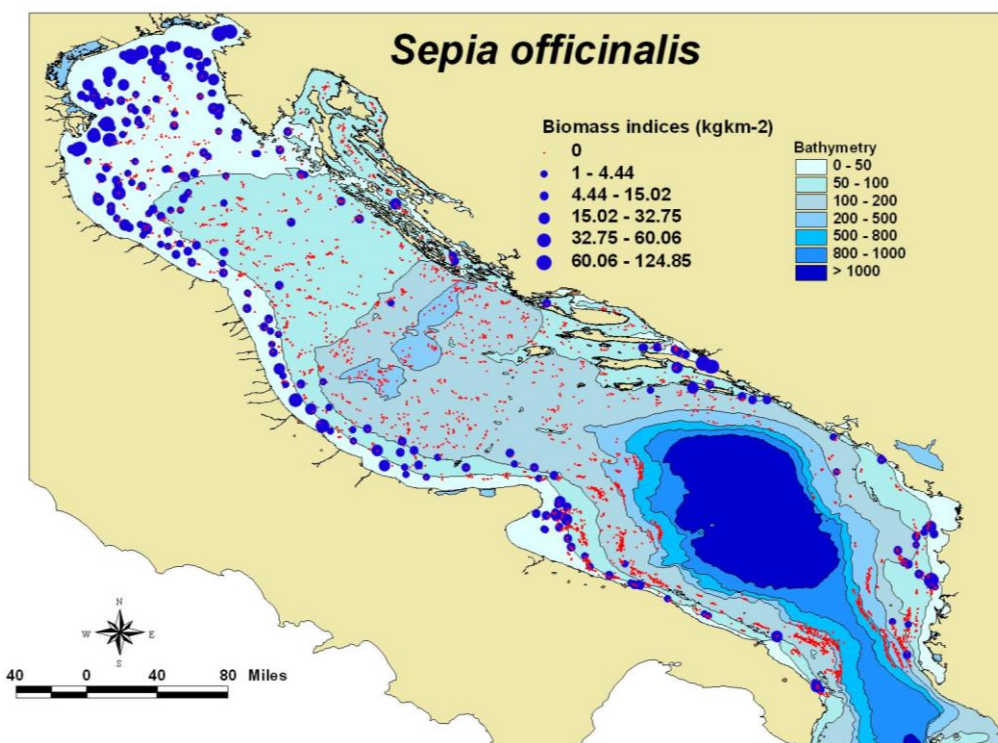 Sepia officinalis
Biomass indices (kgkm-2)
0
1 - 4.44
4.44 - 15.02
15.02 - 32.75
32.75 - 60.06
60.06 - 124.85
Bathymetry
0 - 50
50 - 100
100 - 200
200 - 500
500 - 800
800 - 1000
> 1000
N
W E
S
40 0 40 80 Miles